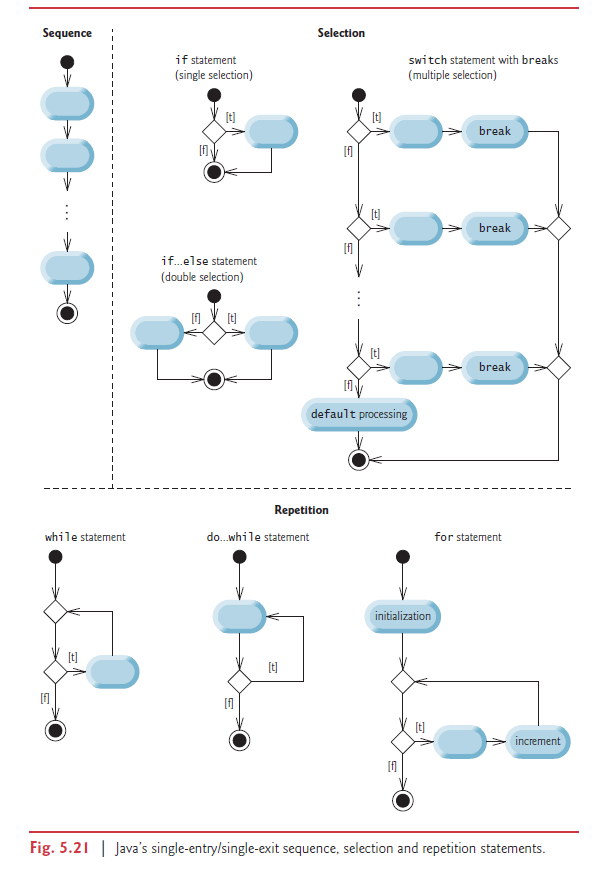 Sequence
Selection
if statement
(single selection)
[t]
[f]
switch statement with breaks
(multiple selection)
[t]
break
[f]
[t]
break
[f]
...
[t]
break
[f]
default processing
...
if...else statement
(double selection)
[f]
[t]
Repetition
while statement
[t]
[f]
do...while statement
[t]
[f]
for statement
initialization
[t]
increment
[f]
Fig. 5.21 | Java's single-entry/single-exit sequence, selection and repetition statements.